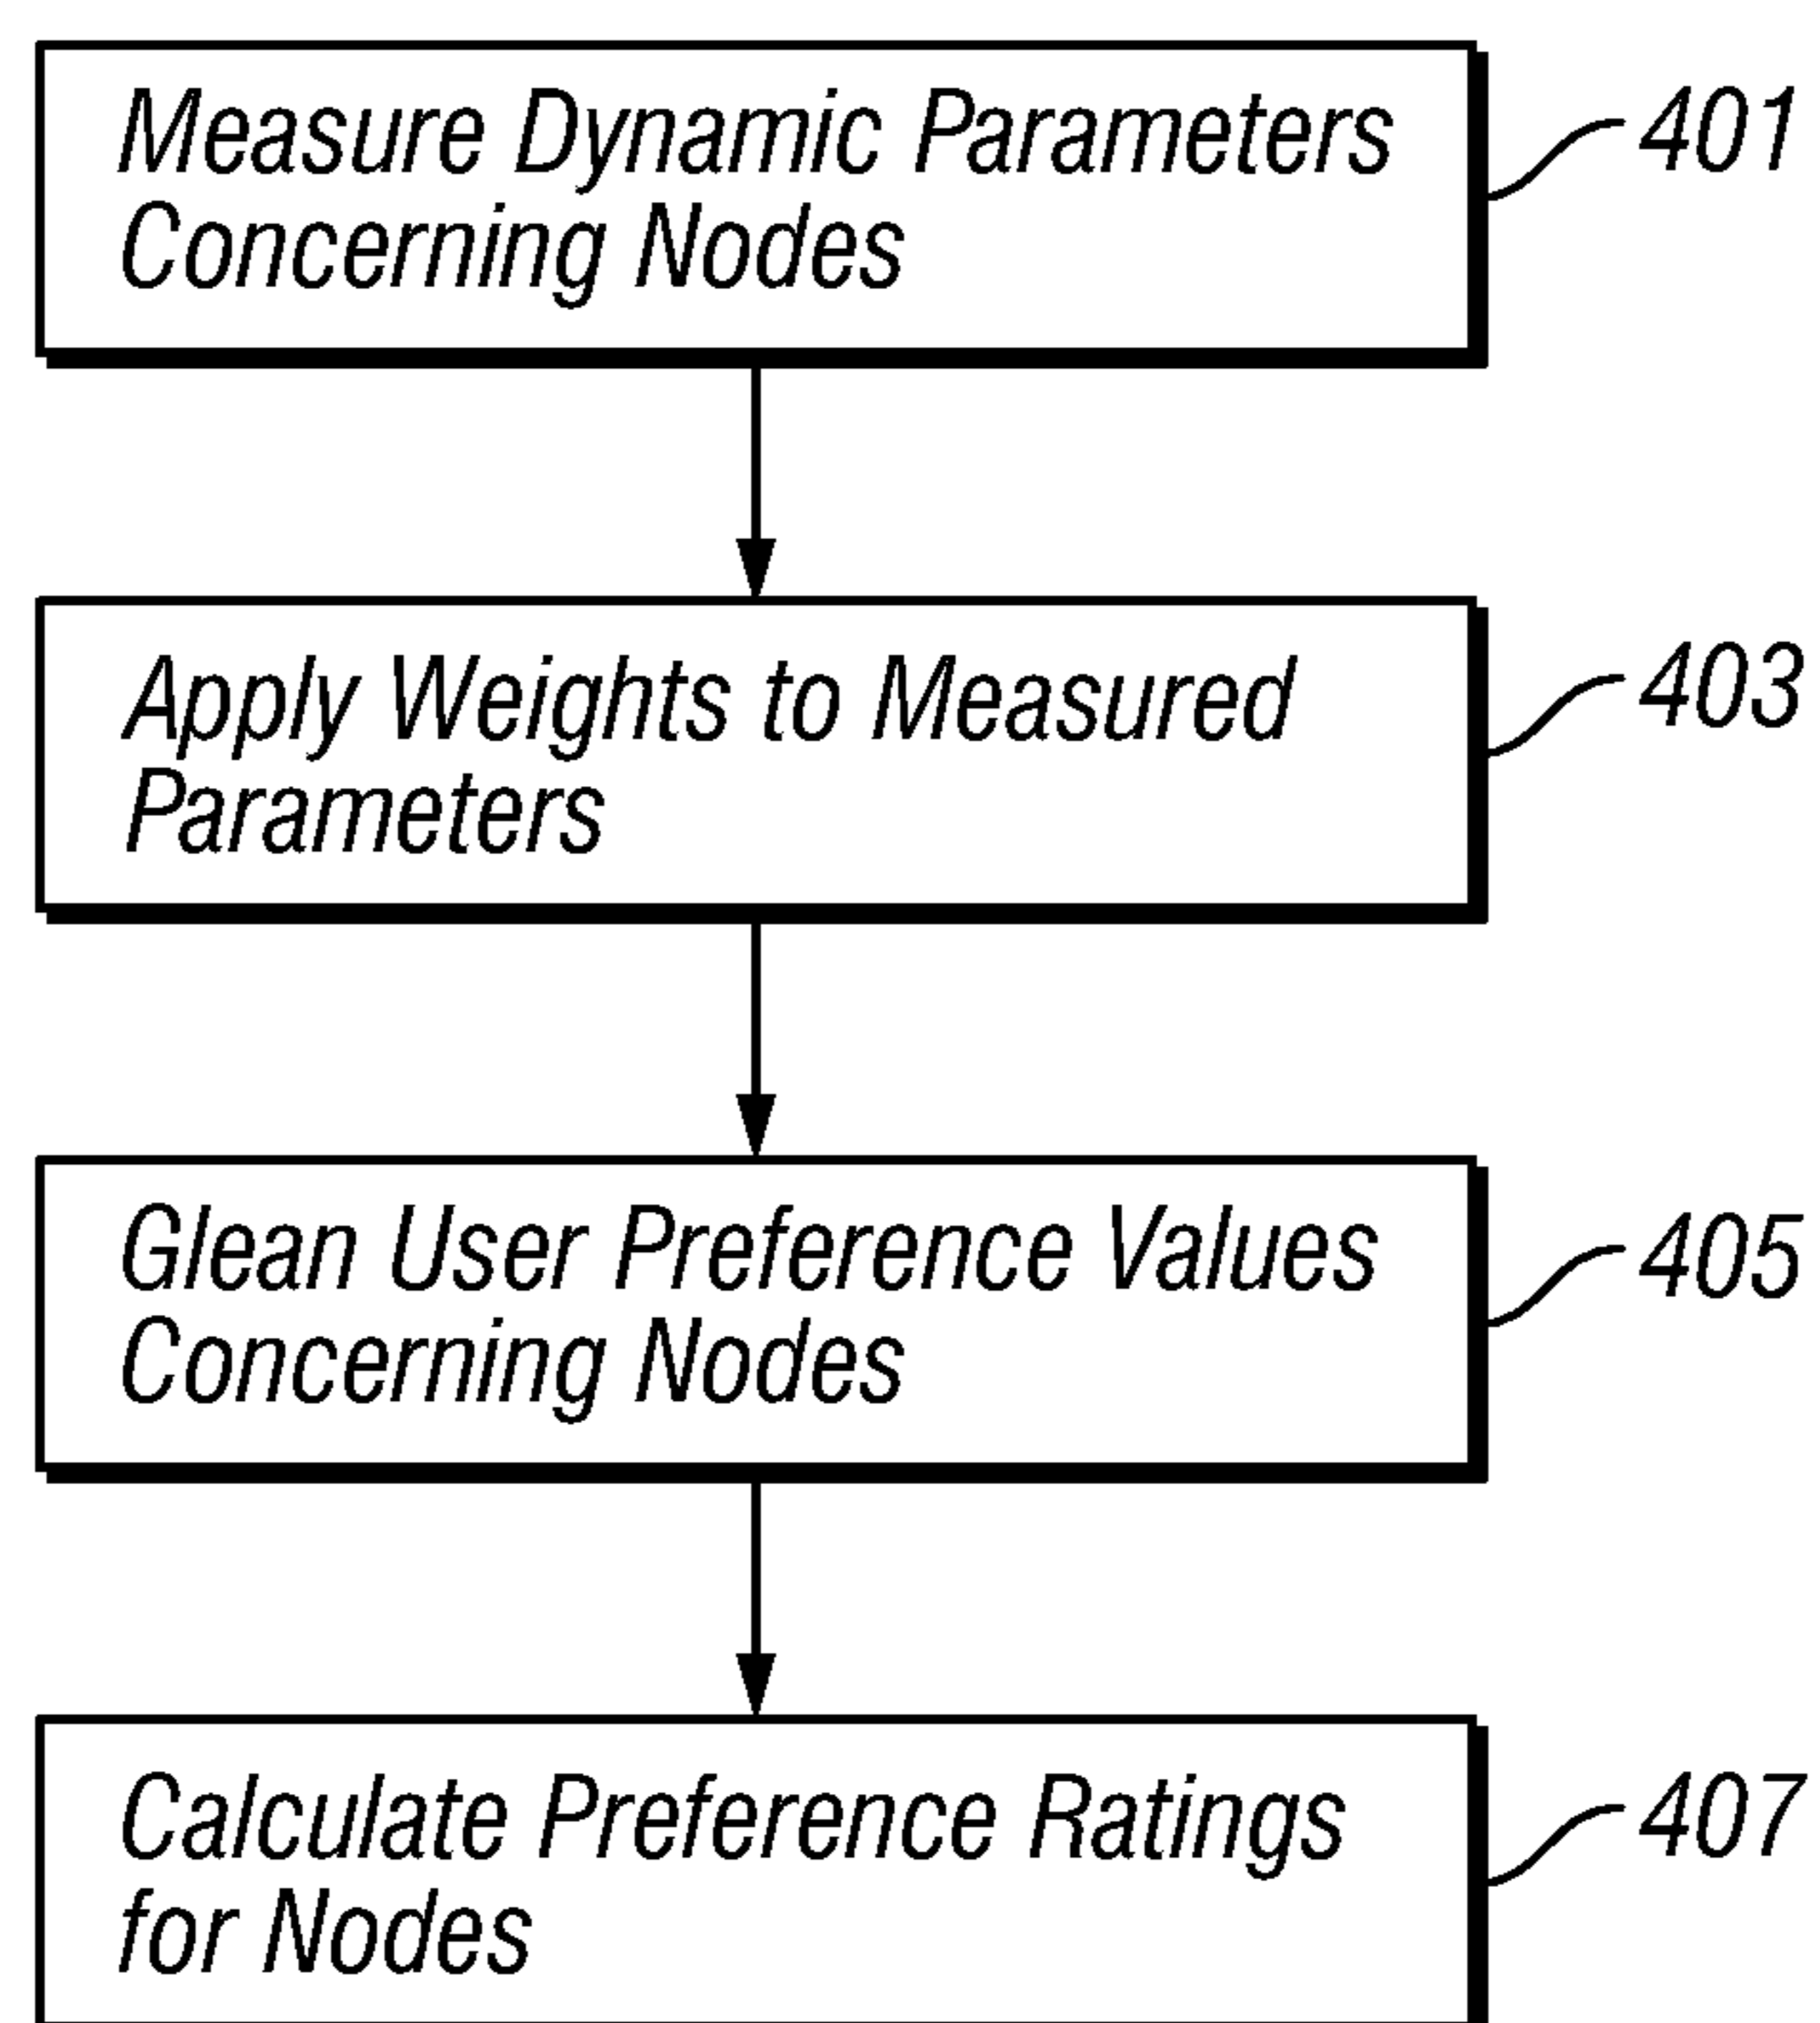 Measure Dynamic Parameters
Concerning Nodes
401
Apply Weights to Measured
Parameters
403
Glean User Preference Values
Concerning Nodes
405
Calculate Preference Ratings
for Nodes
407